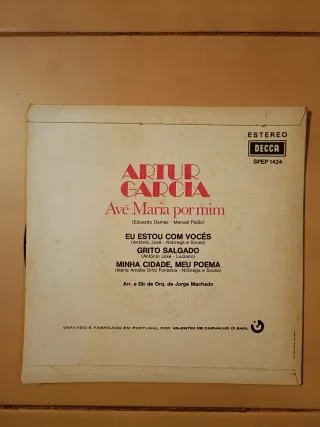 ESTEREO
DECCA
SPEP 1424
ARTUR
GARCIA
Avé Maria por mim
(Eduardo Damas - Manuel Paião)
EU ESTOU COM VOCÊS
(António José - Nóbrega e Sousa)
GRITO SALGADO
(António José - Luciano)
MINHA CIDADE, MEU POEMA
(Maria Amália Ortiz Fonseca - Nóbrega e Sousa)
Arr. e Dir de Orq. de Jorge Machado
GRAVADO E FABRICADO EM PORTUGAL POR VALENTIM DE CARVALHO CI SARL